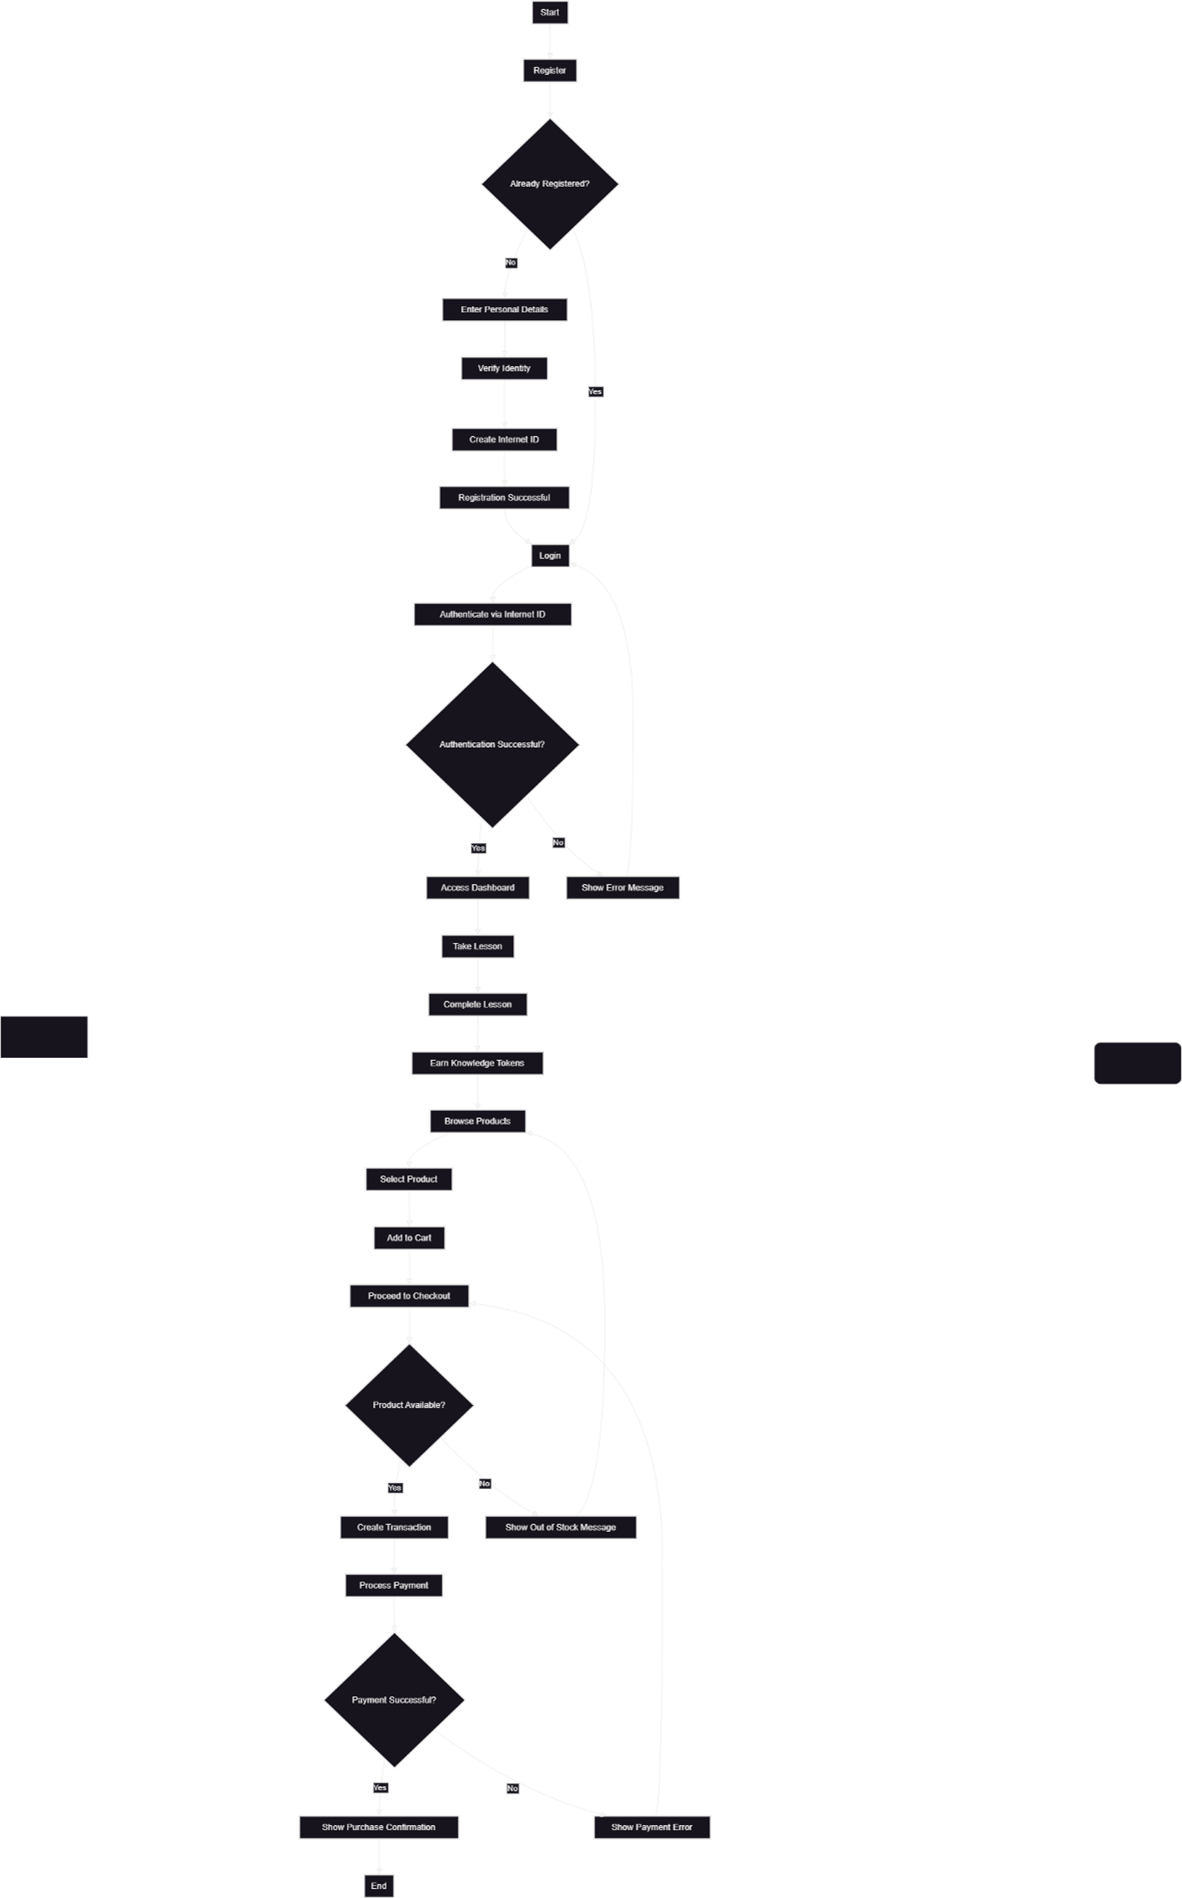 Start
Register
Already Registered?
No
Enter Personal Details
Verify Identity
Yes
Create Internet ID
Registration Successful
Login
Authenticate via Internet ID
Authentication Successful?
Yes
No
Access Dashboard
Show Error Message
Take Lesson
Complete Lesson
Earn Knowledge Tokens
Browse Products
Select Product
Add to Cart
Proceed to Checkout
Product Available?
Yes
No
Create Transaction
Show Out of Stock Message
Process Payment
Payment Successful?
Yes
No
Show Purchase Confirmation
Show Payment Error
End